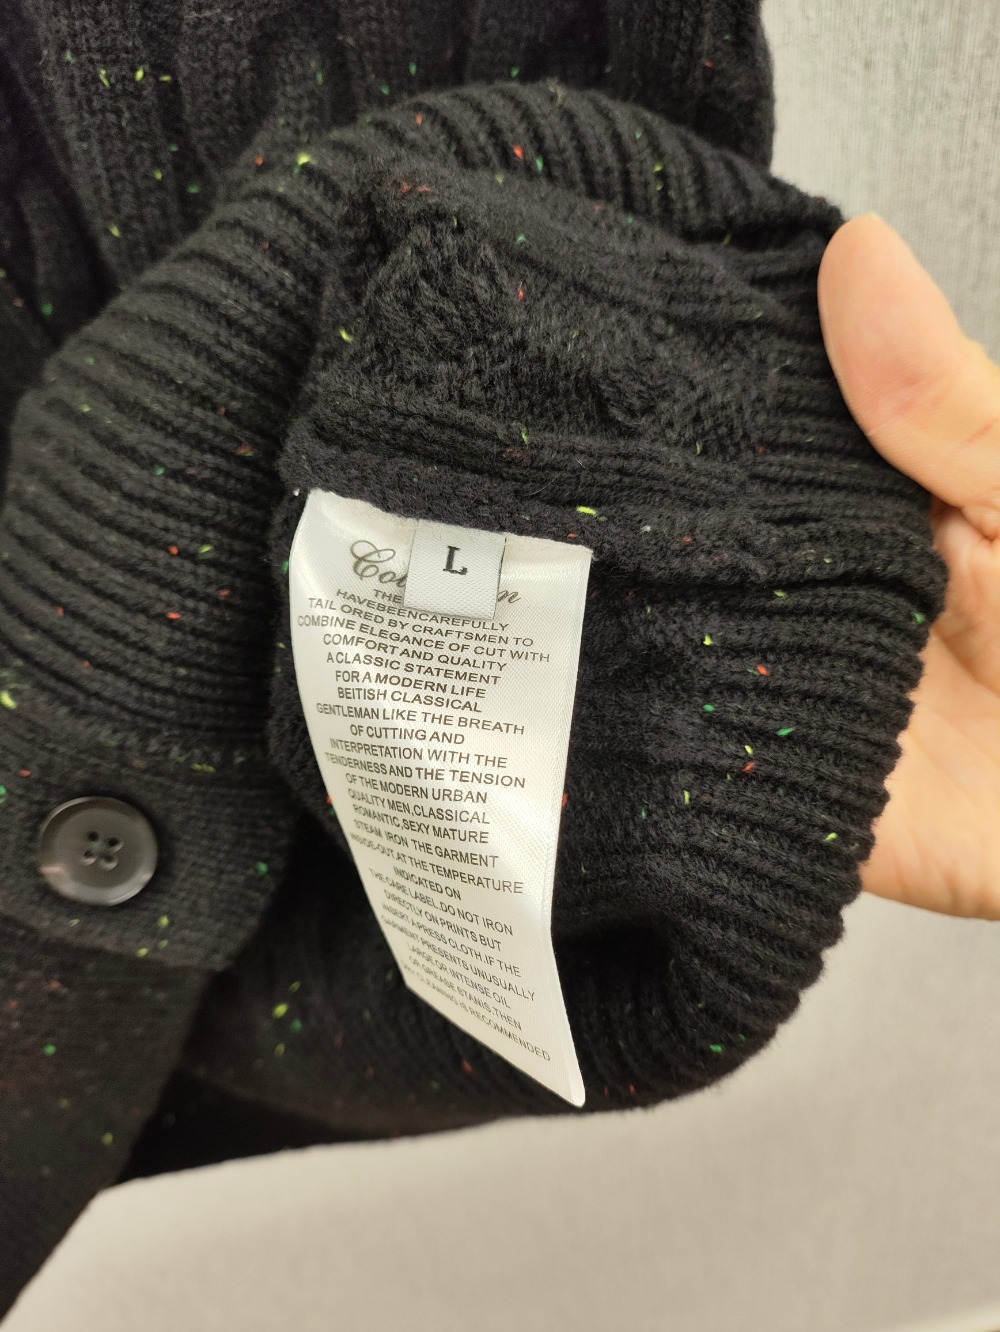 L
THE
HAVEBEENCAREFULLY
TAIL ORED BY CRAFTSMEN TO
COMBINE ELEGANCE OF CUT WITH
COMFORT AND QUALITY
A CLASSIC STATEMENT
FOR A MODERN LIFE
BEITISH CLASSICAL
GENTLEMAN LIKE THE BREATH
OF CUTTING AND
INTERPRETATION WITH THE
TENDERNESS AND THE TENSION
OF THE MODERN URBAN
QUALITY MEN,CLASSICAL
ROMANTIC,SEXY MATURE
STEAM IRON THE GARMENT
INSIDE-OUT.AT THE TEMPERATURE
INDICATED ON
THE CARE LABEL.DO NOT IRON
DIRECTLY ON PRINTS BUT
INSERT A PRESS CLOTH.IF THE
GARMENT PRESENTS UNUSUALLY
LARGE OR INTENSE OIL
OR GREASE STAINS,THEN
CLEANING IS RECOMMENDED